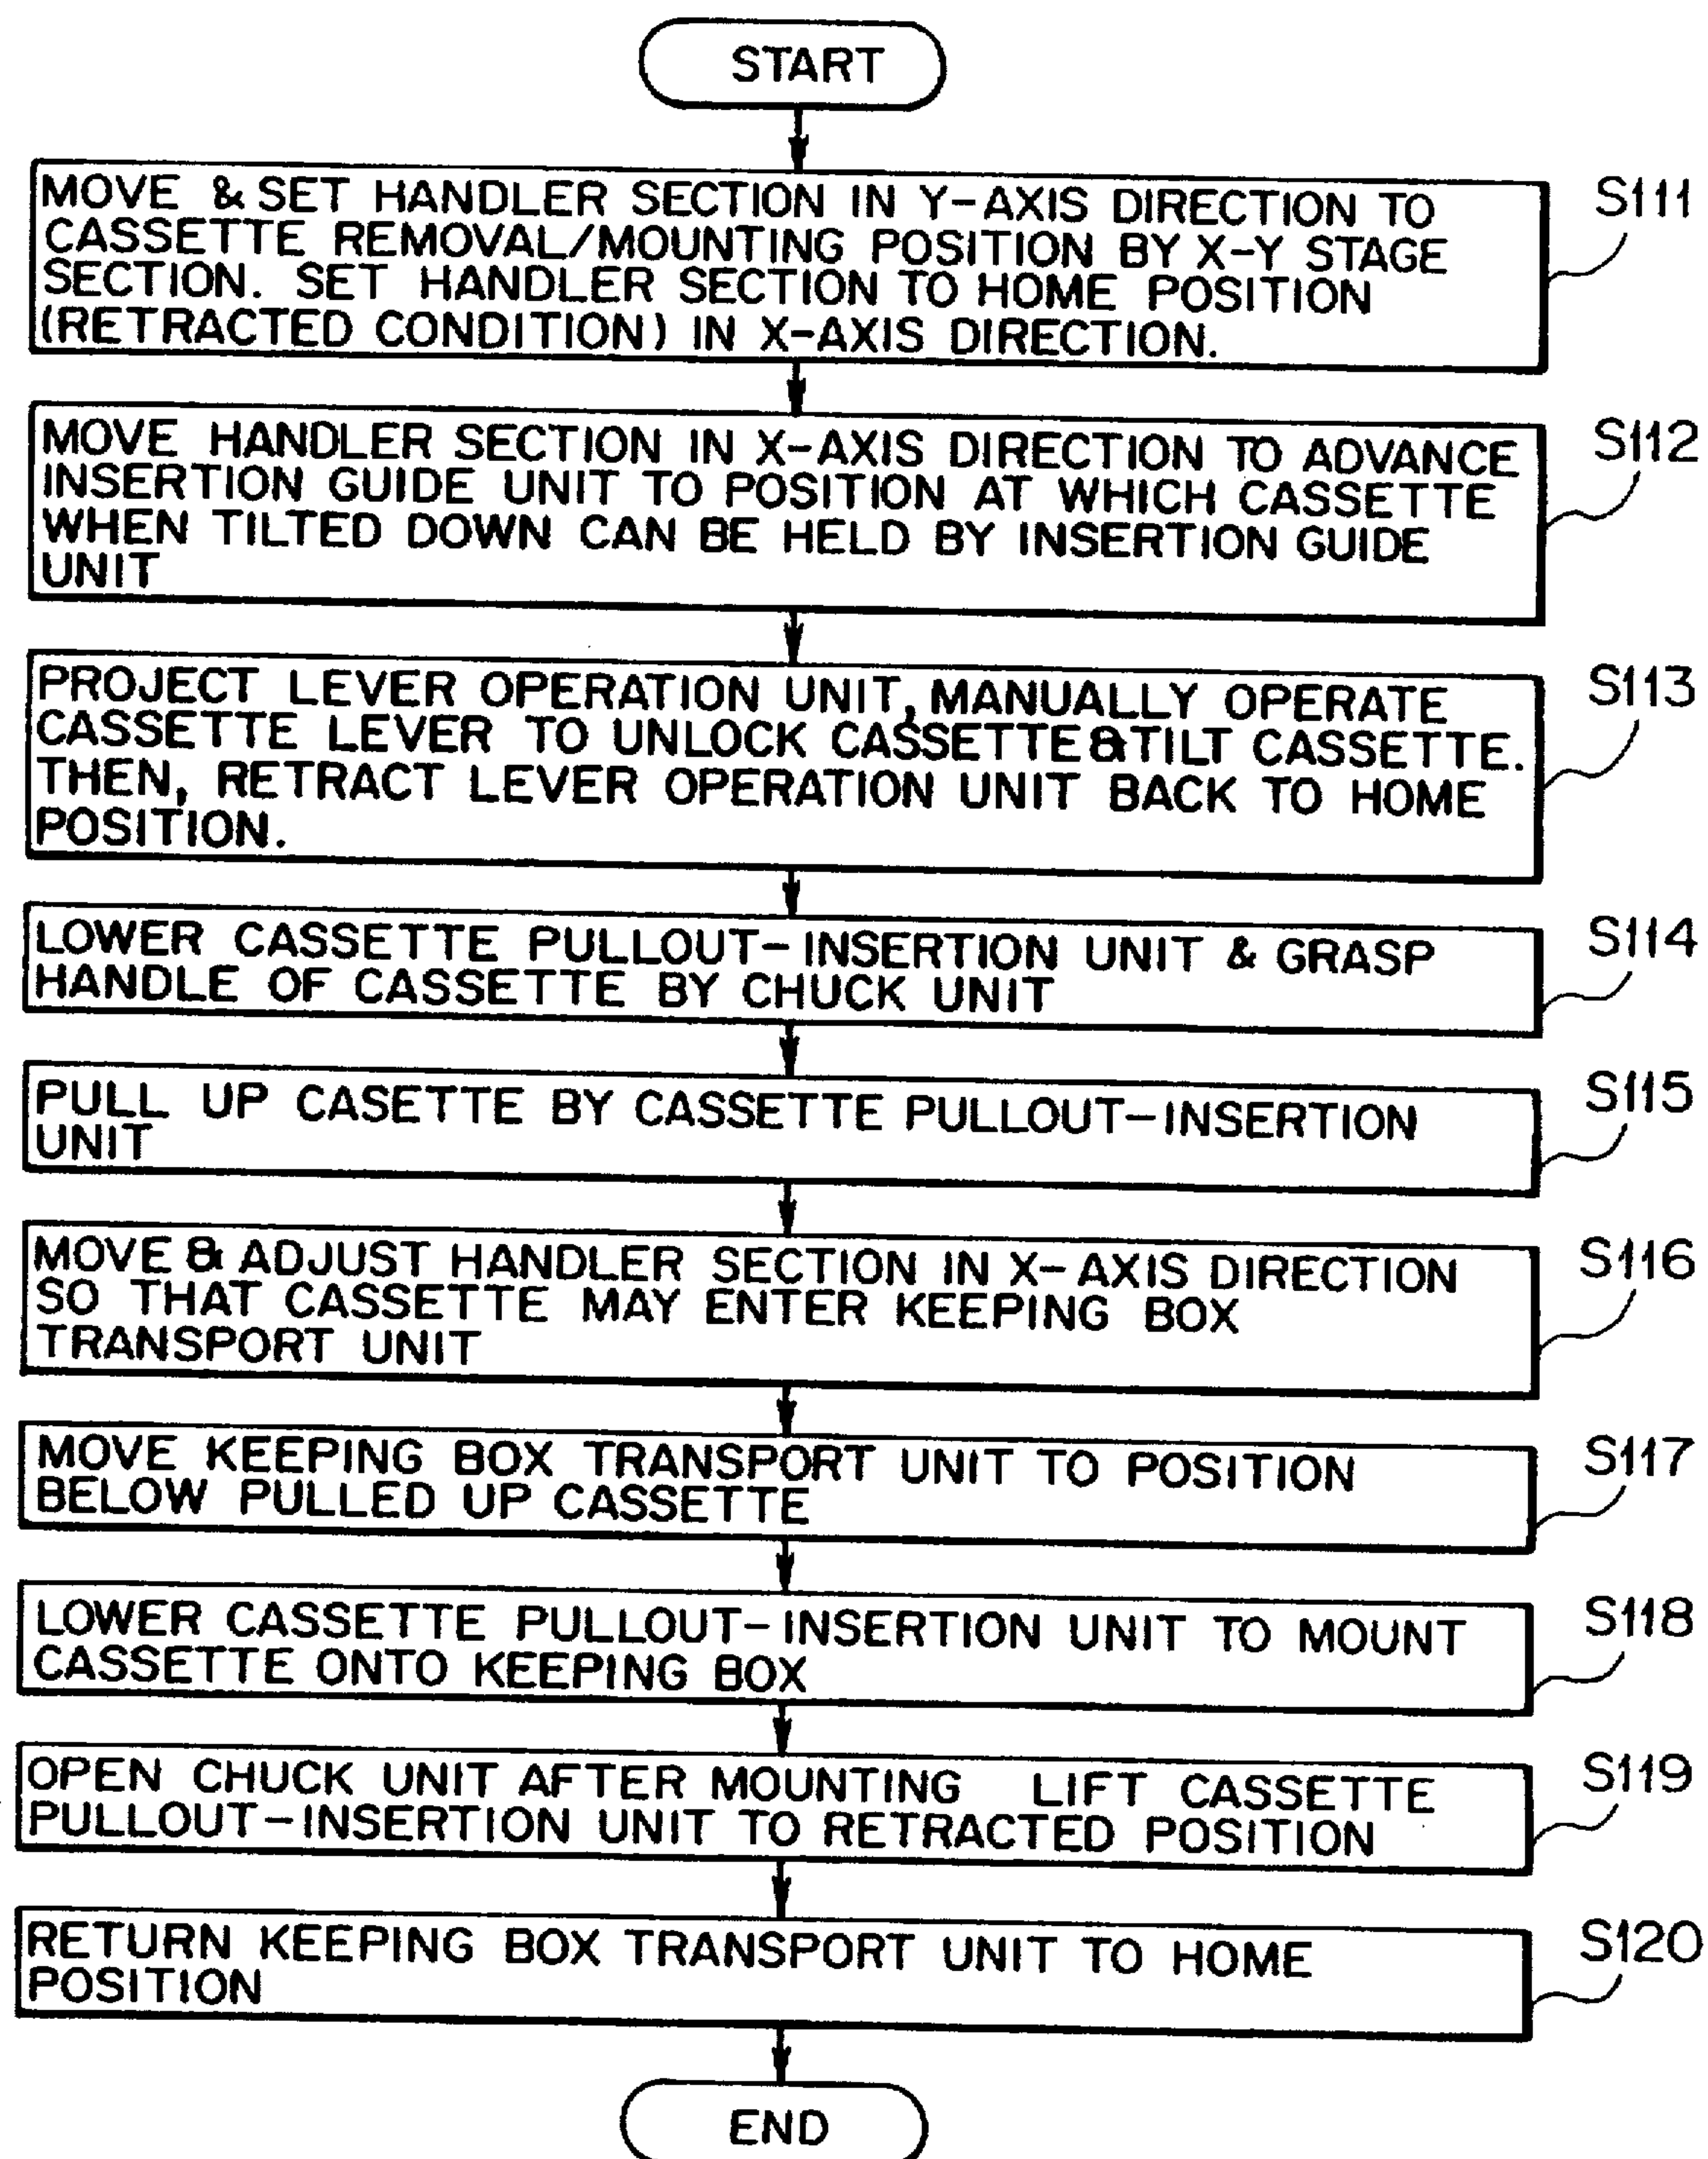 START
MOVE & SET HANDLER SECTION IN Y-AXIS DIRECTION TO
CASSETTE REMOVAL/MOUNTING POSITION BY X-Y STAGE
SECTION. SET HANDLER SECTION TO HOME POSITION
(RETRACTED CONDITION) IN X-AXIS DIRECTION.
S111
MOVE HANDLER SECTION IN X-AXIS DIRECTION TO ADVANCE
INSERTION GUIDE UNIT TO POSITION AT WHICH CASSETTE
WHEN TILTED DOWN CAN BE HELD BY INSERTION GUIDE
UNIT
S112
PROJECT LEVER OPERATION UNIT, MANUALLY OPERATE
CASSETTE LEVER TO UNLOCK CASSETTE & TILT CASSETTE.
THEN, RETRACT LEVER OPERATION UNIT BACK TO HOME
POSITION.
S113
LOWER CASSETTE PULLOUT-INSERTION UNIT & GRASP
HANDLE OF CASSETTE BY CHUCK UNIT
S114
PULL UP CASETTE BY CASSETTE PULLOUT-INSERTION
UNIT
S115
MOVE & ADJUST HANDLER SECTION IN X-AXIS DIRECTION
SO THAT CASSETTE MAY ENTER KEEPING BOX
TRANSPORT UNIT
S116
MOVE KEEPING BOX TRANSPORT UNIT TO POSITION
BELOW PULLED UP CASSETTE
S117
LOWER CASSETTE PULLOUT-INSERTION UNIT TO MOUNT
CASSETTE ONTO KEEPING BOX
S118
OPEN CHUCK UNIT AFTER MOUNTING LIFT CASSETTE
PULLOUT-INSERTION UNIT TO RETRACTED POSITION
S119
RETURN KEEPING BOX TRANSPORT UNIT TO HOME
POSITION
S120
END